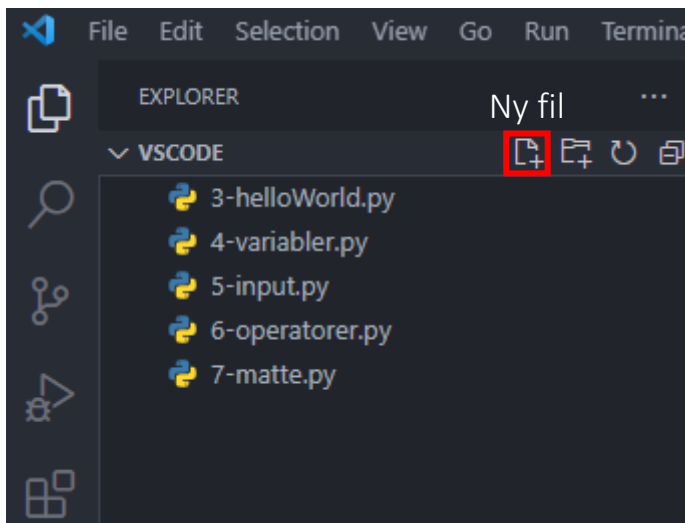 File Edit Selection View Go Run Termina
EXPLORER
Ny fil
VSCODE
3-helloWorld.py
4-variabler.py
5-input.py
6-operatorer.py
7-matte.py